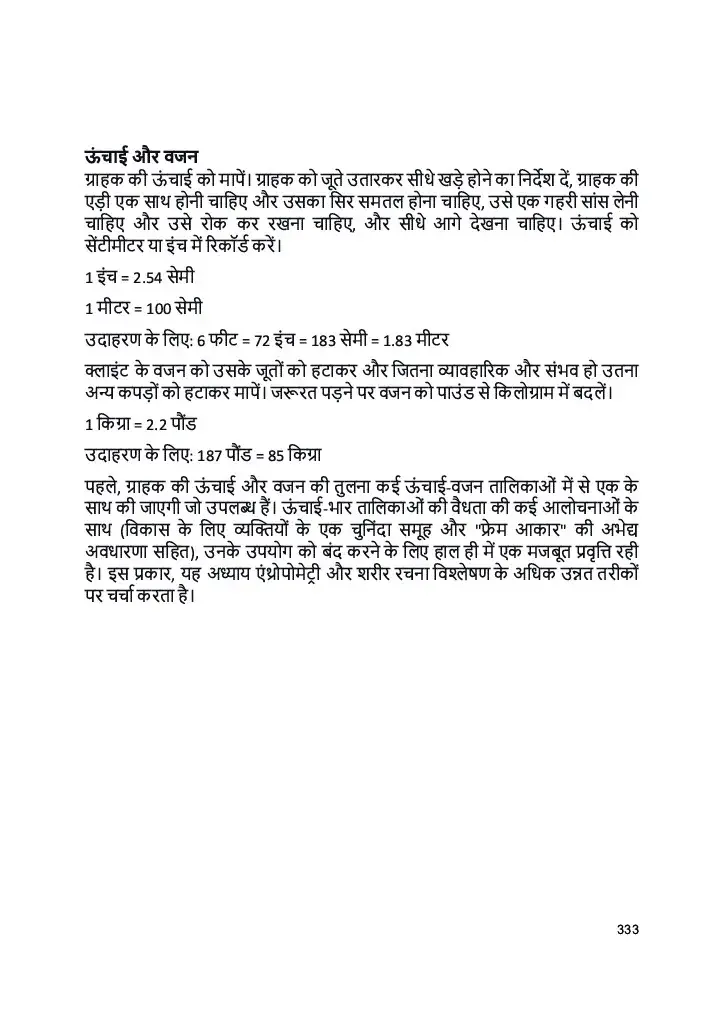 ऊंचाई और वजन
ग्राहक की ऊंचाई को मापें। ग्राहक को जूते उतारकर सीधे खड़े होने का निर्देश दें, ग्राहक की
एड़ी एक साथ होनी चाहिए और उसका सिर समतल होना चाहिए, उसे एक गहरी सांस लेनी
चाहिए और उसे रोक कर रखना चाहिए, और सीधे आगे देखना चाहिए। ऊंचाई को
सेंटीमीटर या इंच में रिकॉर्ड करें।
1 इंच = 2.54 सेमी
1 मीटर = 100 सेमी
उदाहरण के लिए: 6 फीट = 72 इंच = 183 सेमी = 1.83 मीटर
क्लाइंट के वजन को उसके जूतों को हटाकर और जितना व्यावहारिक और संभव हो उतना
अन्य कपड़ों को हटाकर मापें। जरूरत पड़ने पर वजन को पाउंड से किलोग्राम में बदलें।
1 किग्रा = 2.2 पौंड
उदाहरण के लिए: 187 पौंड = 85 किग्रा
पहले, ग्राहक की ऊंचाई और वजन की तुलना कई ऊंचाई-वजन तालिकाओं में से एक के
साथ की जाएगी जो उपलब्ध हैं। ऊंचाई-भार तालिकाओं की वैधता की कई आलोचनाओं के
साथ (विकास के लिए व्यक्तियों के एक चुनिंदा समूह और "फ्रेम आकार" की अभेद्य
अवधारणा सहित), उनके उपयोग को बंद करने के लिए हाल ही में एक मजबूत प्रवृत्ति रही
है। इस प्रकार, यह अध्याय एंथ्रोपोमेट्री और शरीर रचना विश्लेषण के अधिक उन्नत तरीकों
पर चर्चा करता है।
333